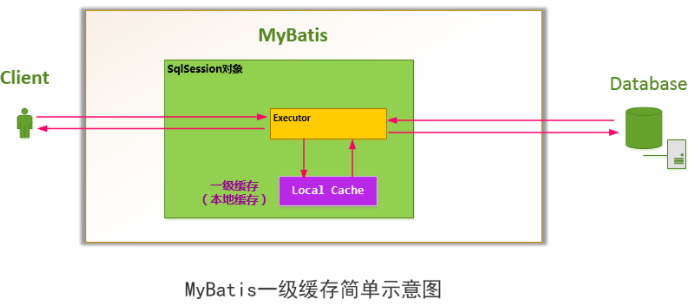 MyBatis
SqlSession对象
Client
Database
Executor
一级缓存
（本地缓存）
Local Cache
MyBatis一级缓存简单示意图